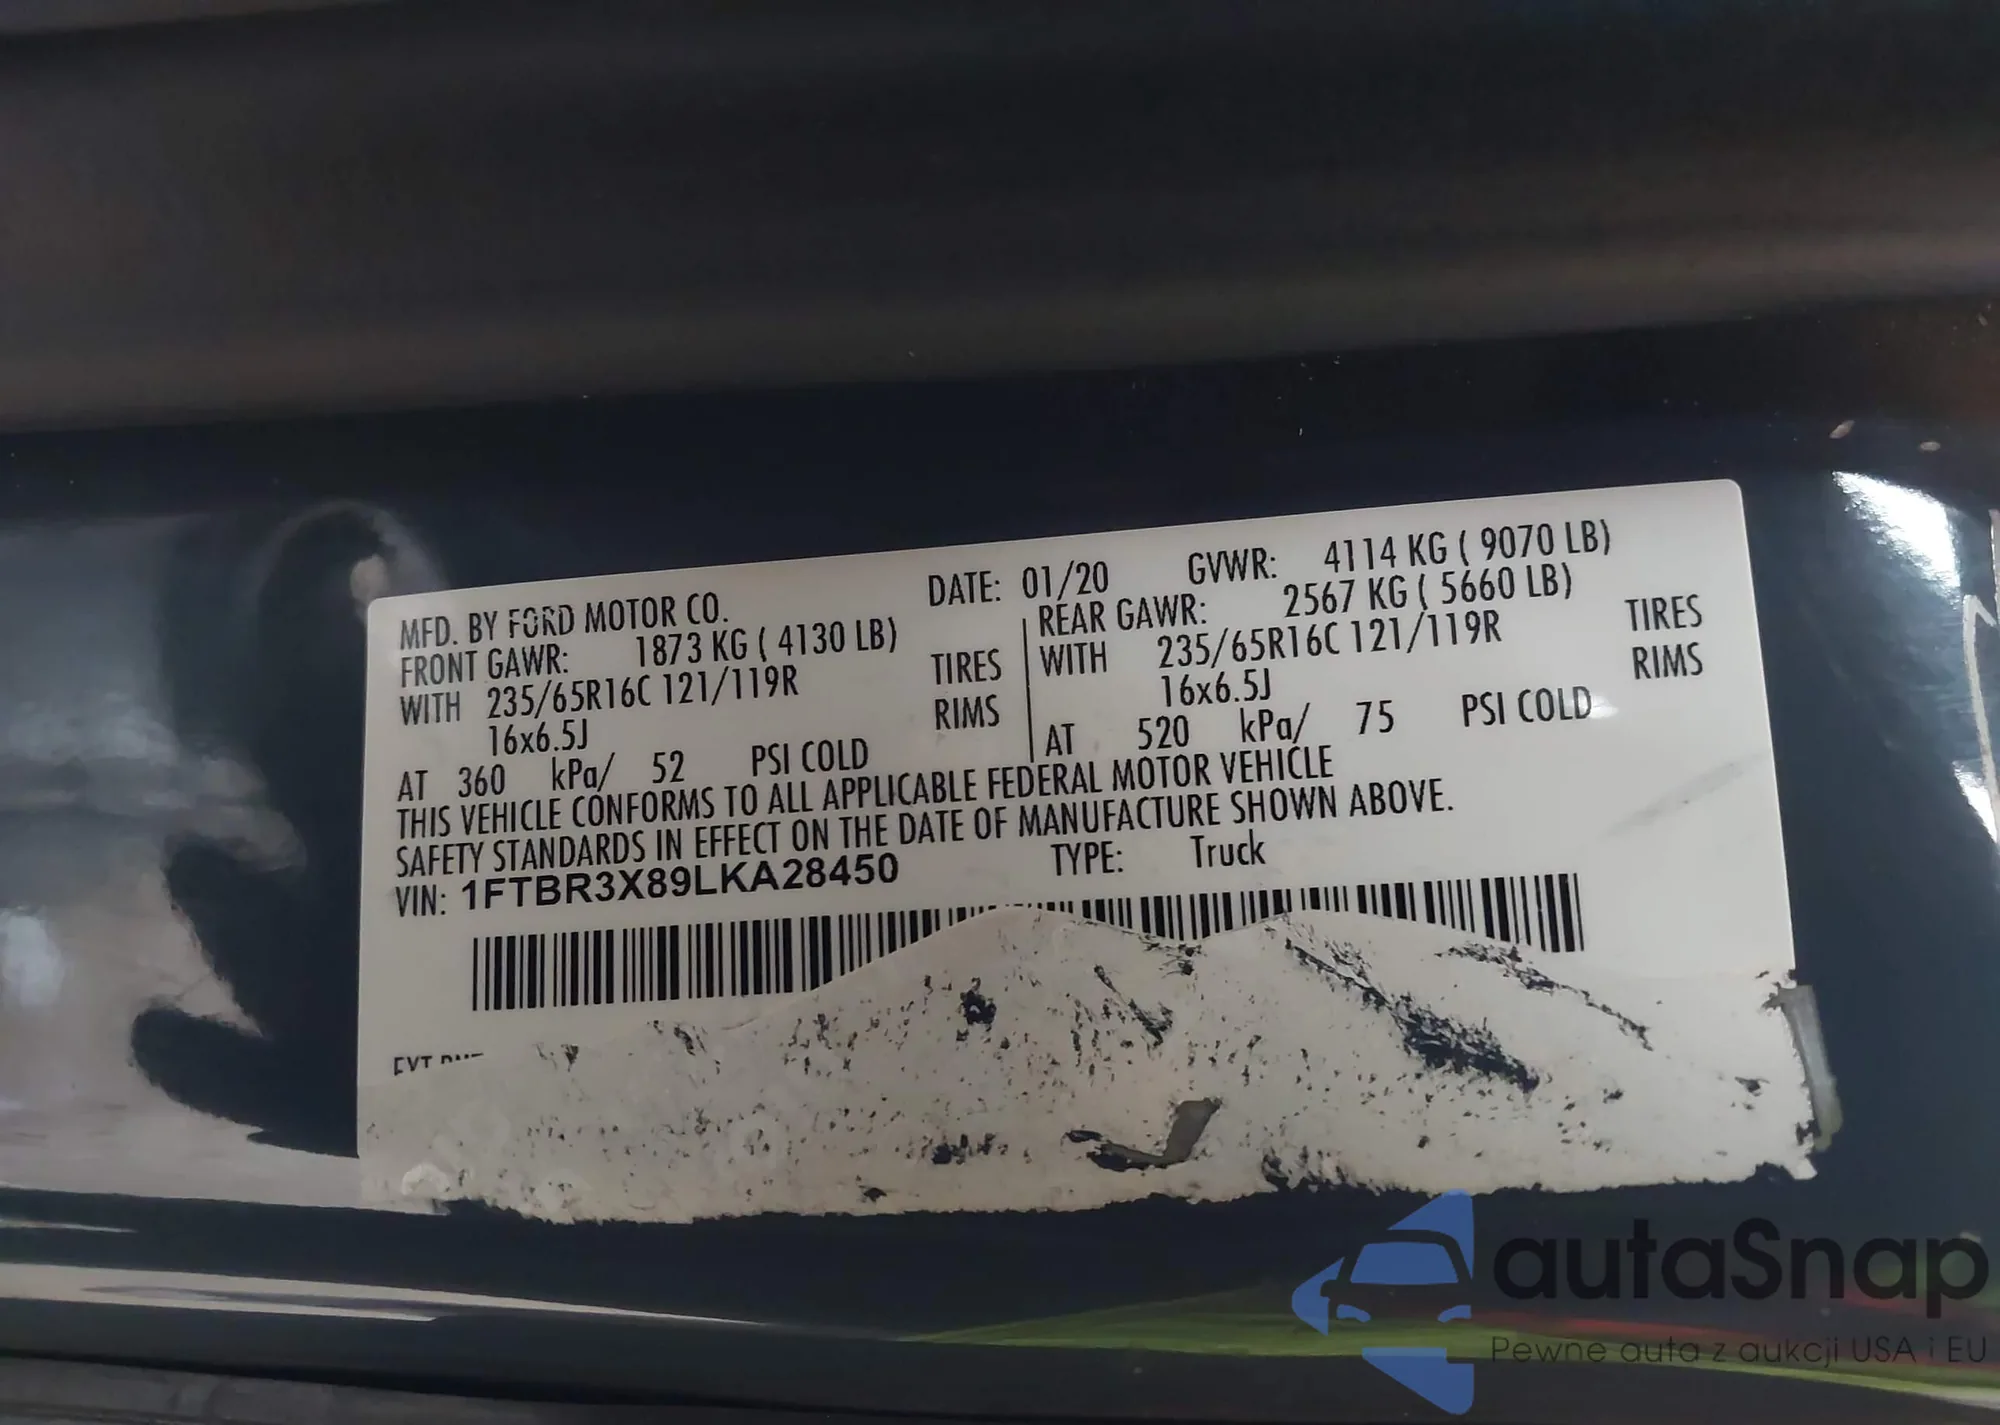 MFD. BY FORD MOTOR CO. DATE: 01/20 GVWR: 4114 KG ( 9070 LB)
FRONT GAWR: 1873 KG ( 4130 LB) REAR GAWR: 2567 KG ( 5660 LB)
WITH 235/65R16C 121/119R TIRES WITH 235/65R16C 121/119R TIRES
16x6.5J RIMS 16x6.5J RIMS
AT 360 kPa/ 52 PSI COLD AT 520 kPa/ 75 PSI COLD
THIS VEHICLE CONFORMS TO ALL APPLICABLE FEDERAL MOTOR VEHICLE
SAFETY STANDARDS IN EFFECT ON THE DATE OF MANUFACTURE SHOWN ABOVE.
VIN: 1FTBR3X89LKA28450 TYPE: Truck
EXT
autaSnap
Pewne auta z aukcji USA i EU